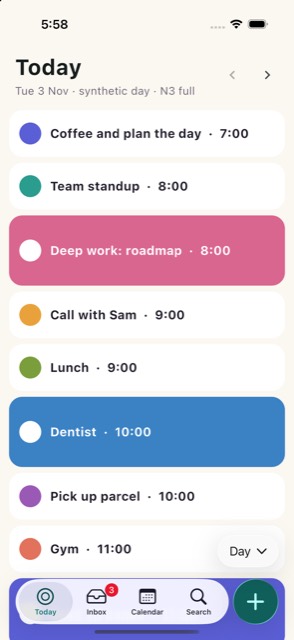 5:58
Today
Tue 3 Nov · synthetic day · N3 full
Coffee and plan the day · 7:00
Team standup · 8:00
Deep work: roadmap · 8:00
Call with Sam · 9:00
Lunch · 9:00
Dentist · 10:00
Pick up parcel · 10:00
Gym · 11:00
Day
3
Today
Inbox
Calendar
Search